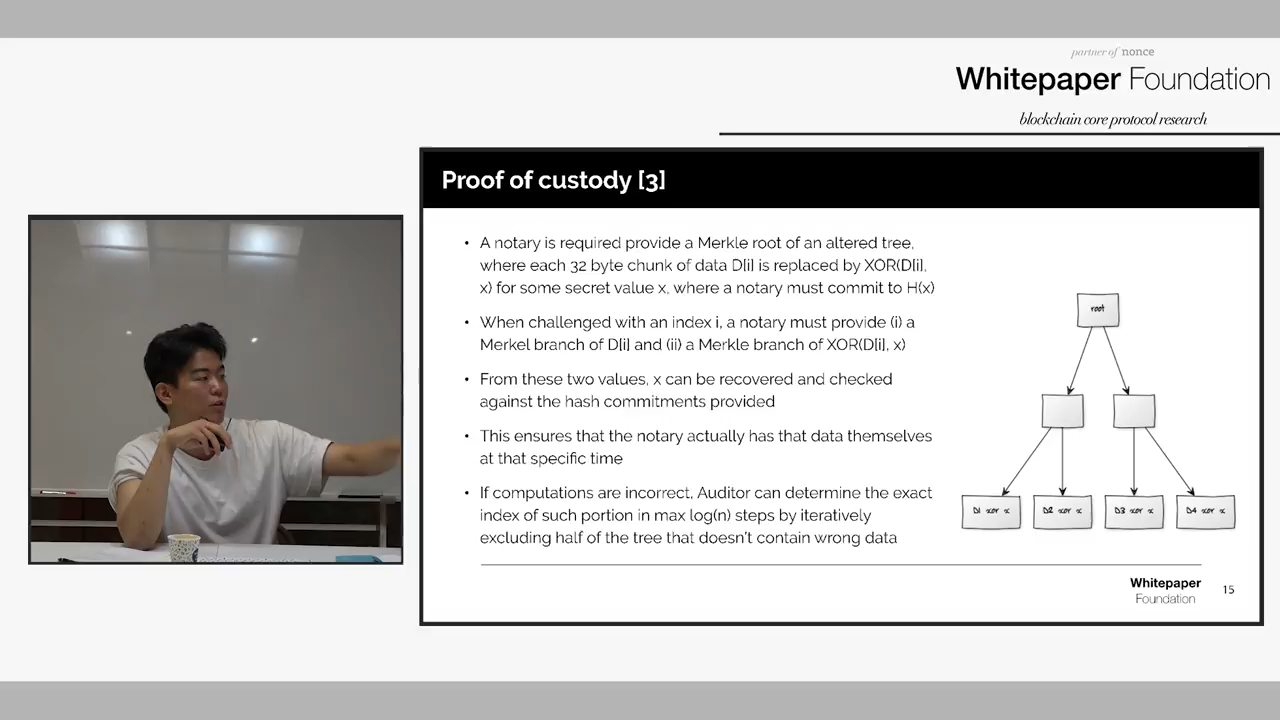 partner of nonce
Whitepaper Foundation
blockchain core protocol research
Proof of custody [3]
• A notary is required provide a Merkle root of an altered tree,
where each 32 byte chunk of data D[i] is replaced by XOR(D[i],
x) for some secret value x, where a notary must commit to H(x)
• When challenged with an index i, a notary must provide (i) a
Merkel branch of D[i] and (ii) a Merkle branch of XOR(D[i], x)
• From these two values, x can be recovered and checked
against the hash commitments provided
• This ensures that the notary actually has that data themselves
at that specific time
• If computations are incorrect, Auditor can determine the exact
index of such portion in max log(n) steps by iteratively
excluding half of the tree that doesn't contain wrong data
root
D1 xor x
D2 xor x
D3 xor x
D4 xor x
Whitepaper
Foundation
15